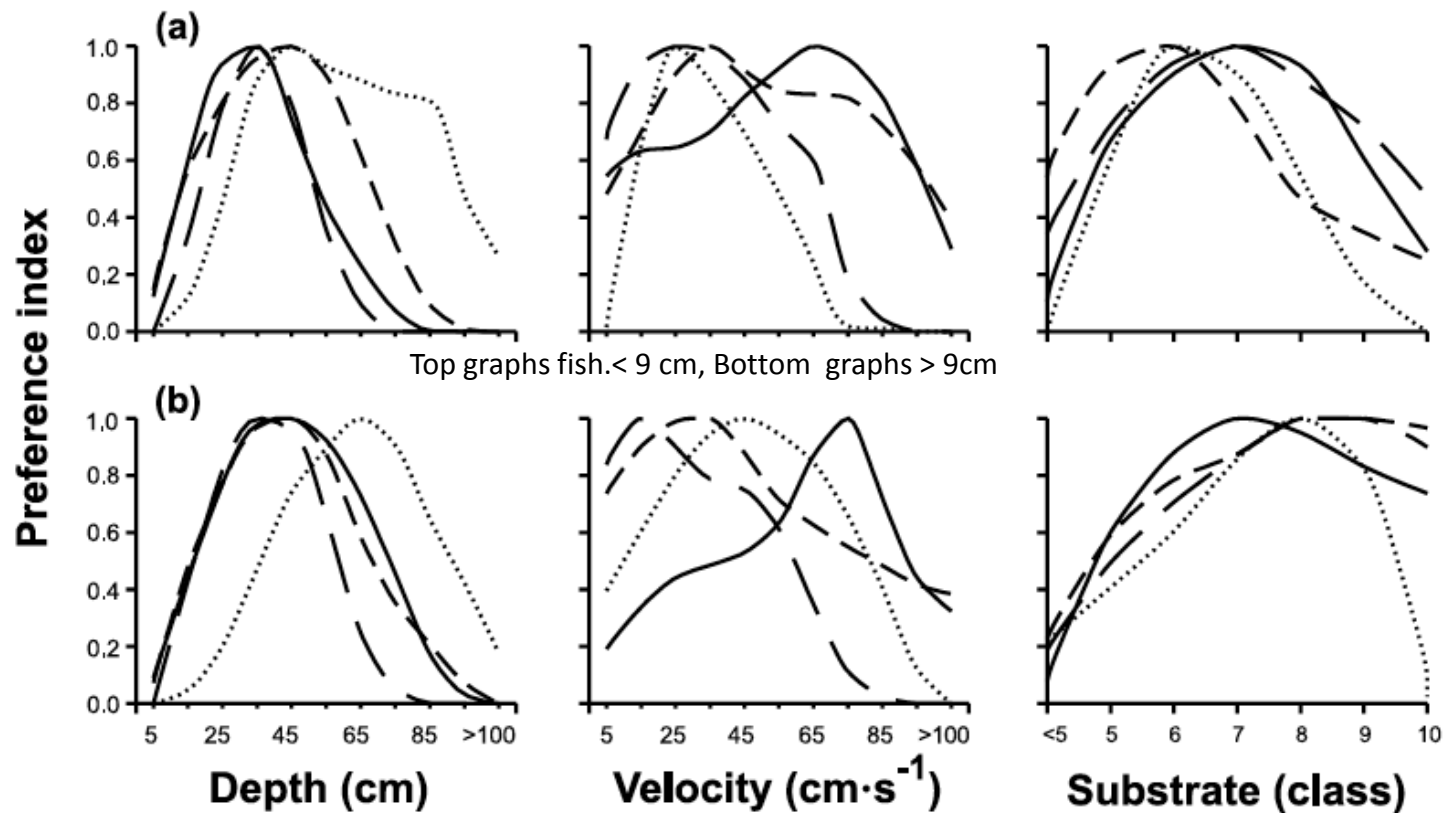 (a)
Preference index
1.0
0.8
0.6
0.4
0.2
0.0
Top graphs fish.< 9 cm, Bottom graphs > 9cm
(b)
1.0
0.8
0.6
0.4
0.2
0.0
5 25 45 65 85 >100
5 25 45 65 85 >100
<5 5 6 7 8 9 10
Depth (cm)
Velocity (cm·s⁻¹)
Substrate (class)